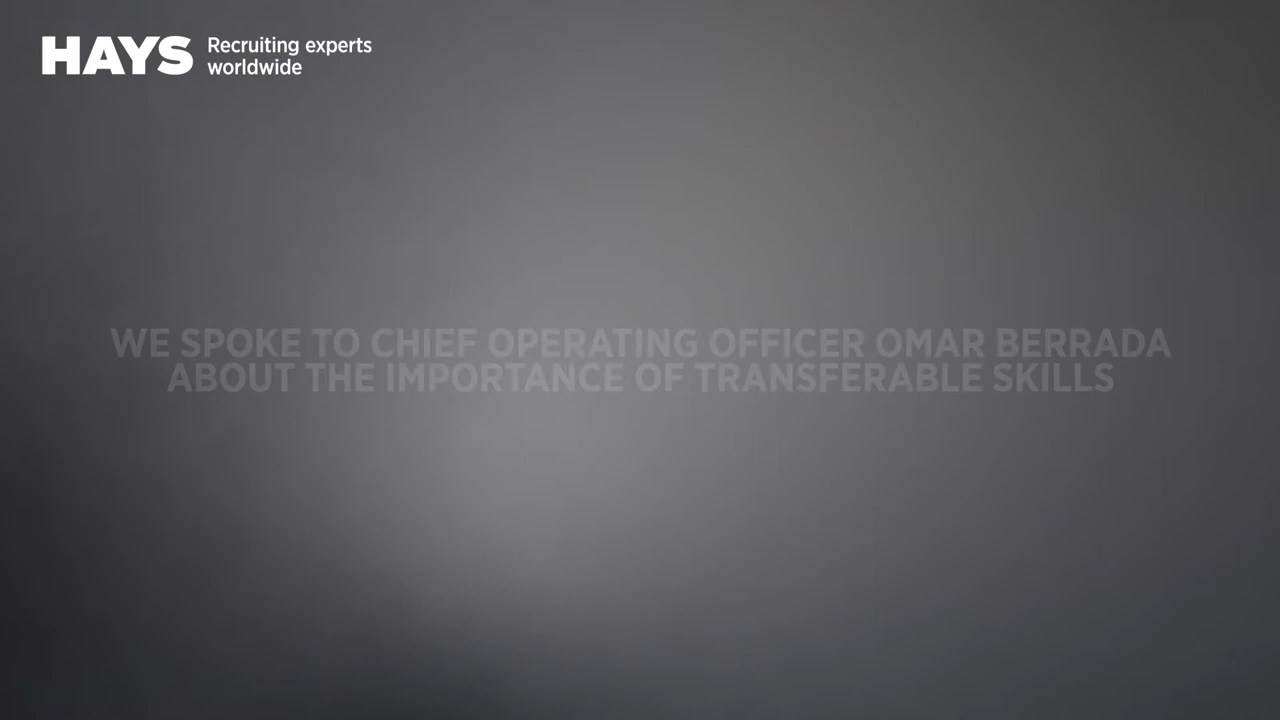 HAYS
Recruiting experts
worldwide
WE SPOKE TO CHIEF OPERATING OFFICER OMAR BERRADA
ABOUT THE IMPORTANCE OF TRANSFERABLE SKILLS